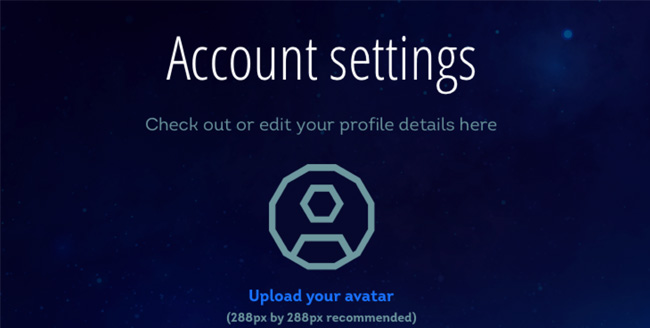 Account settings
Check out or edit your profile details here
Upload your avatar
(288px by 288px recommended)